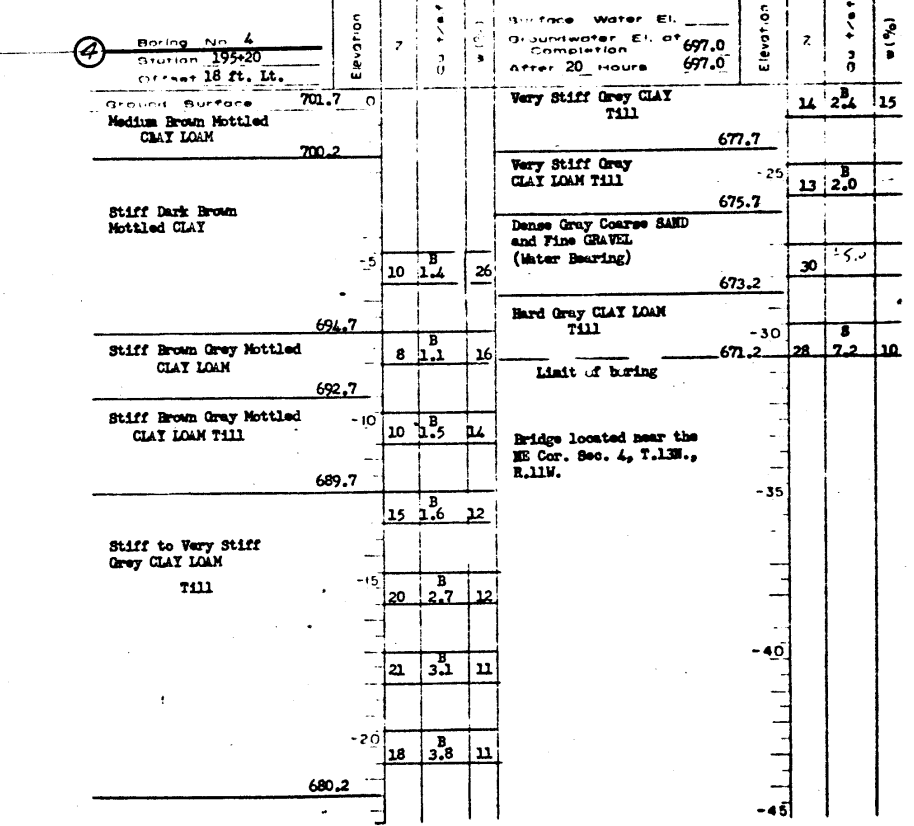 4
Boring No. 4
Station 195+20
Offset 18 ft. Lt.
Elevation
N
Qu t/sf
w (%)
Ground Surface 701.7 0
Medium Brown Mottled
CLAY LOAM
700.2
Stiff Dark Brown
Mottled CLAY
-5
B
10 1.4 26
694.7
Stiff Brown Grey Mottled
CLAY LOAM
B
8 1.1 16
692.7
Stiff Brown Gray Mottled
CLAY LOAM Till
-10
B
10 1.5 14
689.7
B
15 1.6 12
Stiff to Very Stiff
Grey CLAY LOAM
Till
-15
B
20 2.7 12
B
21 3.1 11
-20
B
18 3.8 11
680.2
Surface Water El.
Groundwater El. at
Completion 697.0
After 20 Hours 697.0
Elevation
N
Qu t/sf
w (%)
Very Stiff Grey CLAY
Till
B
14 2.4 15
677.7
Very Stiff Gray
CLAY LOAM Till
-25
B
13 2.0
675.7
Dense Gray Coarse SAND
and Fine GRAVEL
(Water Bearing)
30
673.2
Hard Gray CLAY LOAM
Till
-30
S
671.2 28 7.2 10
Limit of boring
Bridge located near the
NE Cor. Sec. 4, T.13N.,
R.11W.
-35
-40
-45